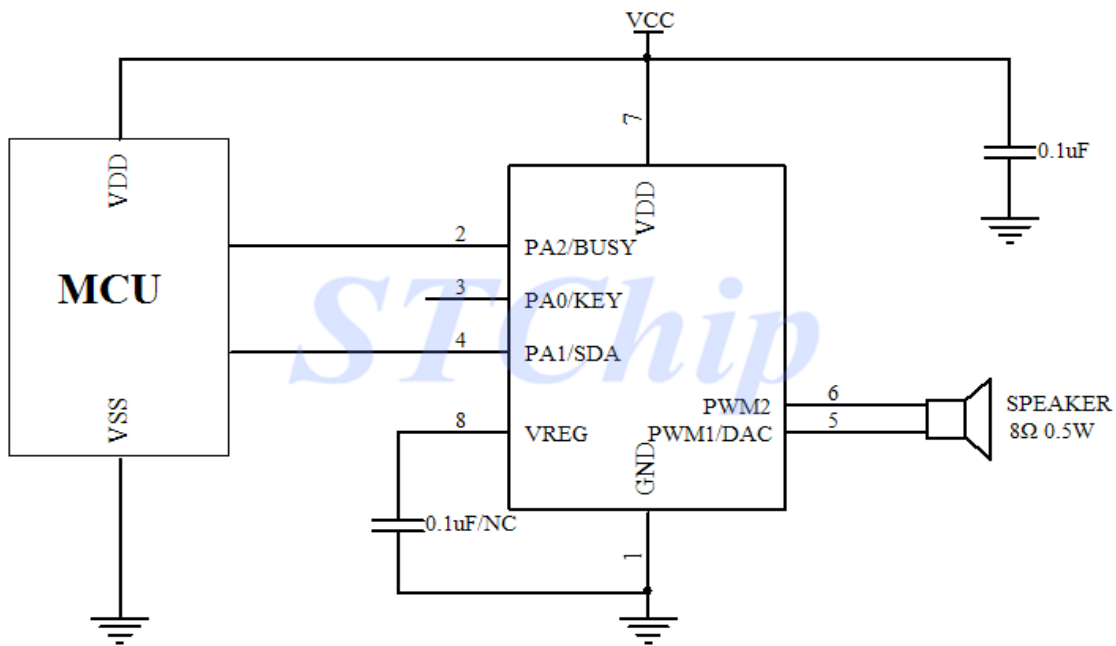 VCC
7
VDD
0.1uF
VDD
2
PA2/BUSY
MCU
3
PA0/KEY
STChip
4
PA1/SDA
VSS
PWM2
6
SPEAKER
8
VREG
PWM1/DAC
5
8Ω 0.5W
GND
0.1uF/NC
1